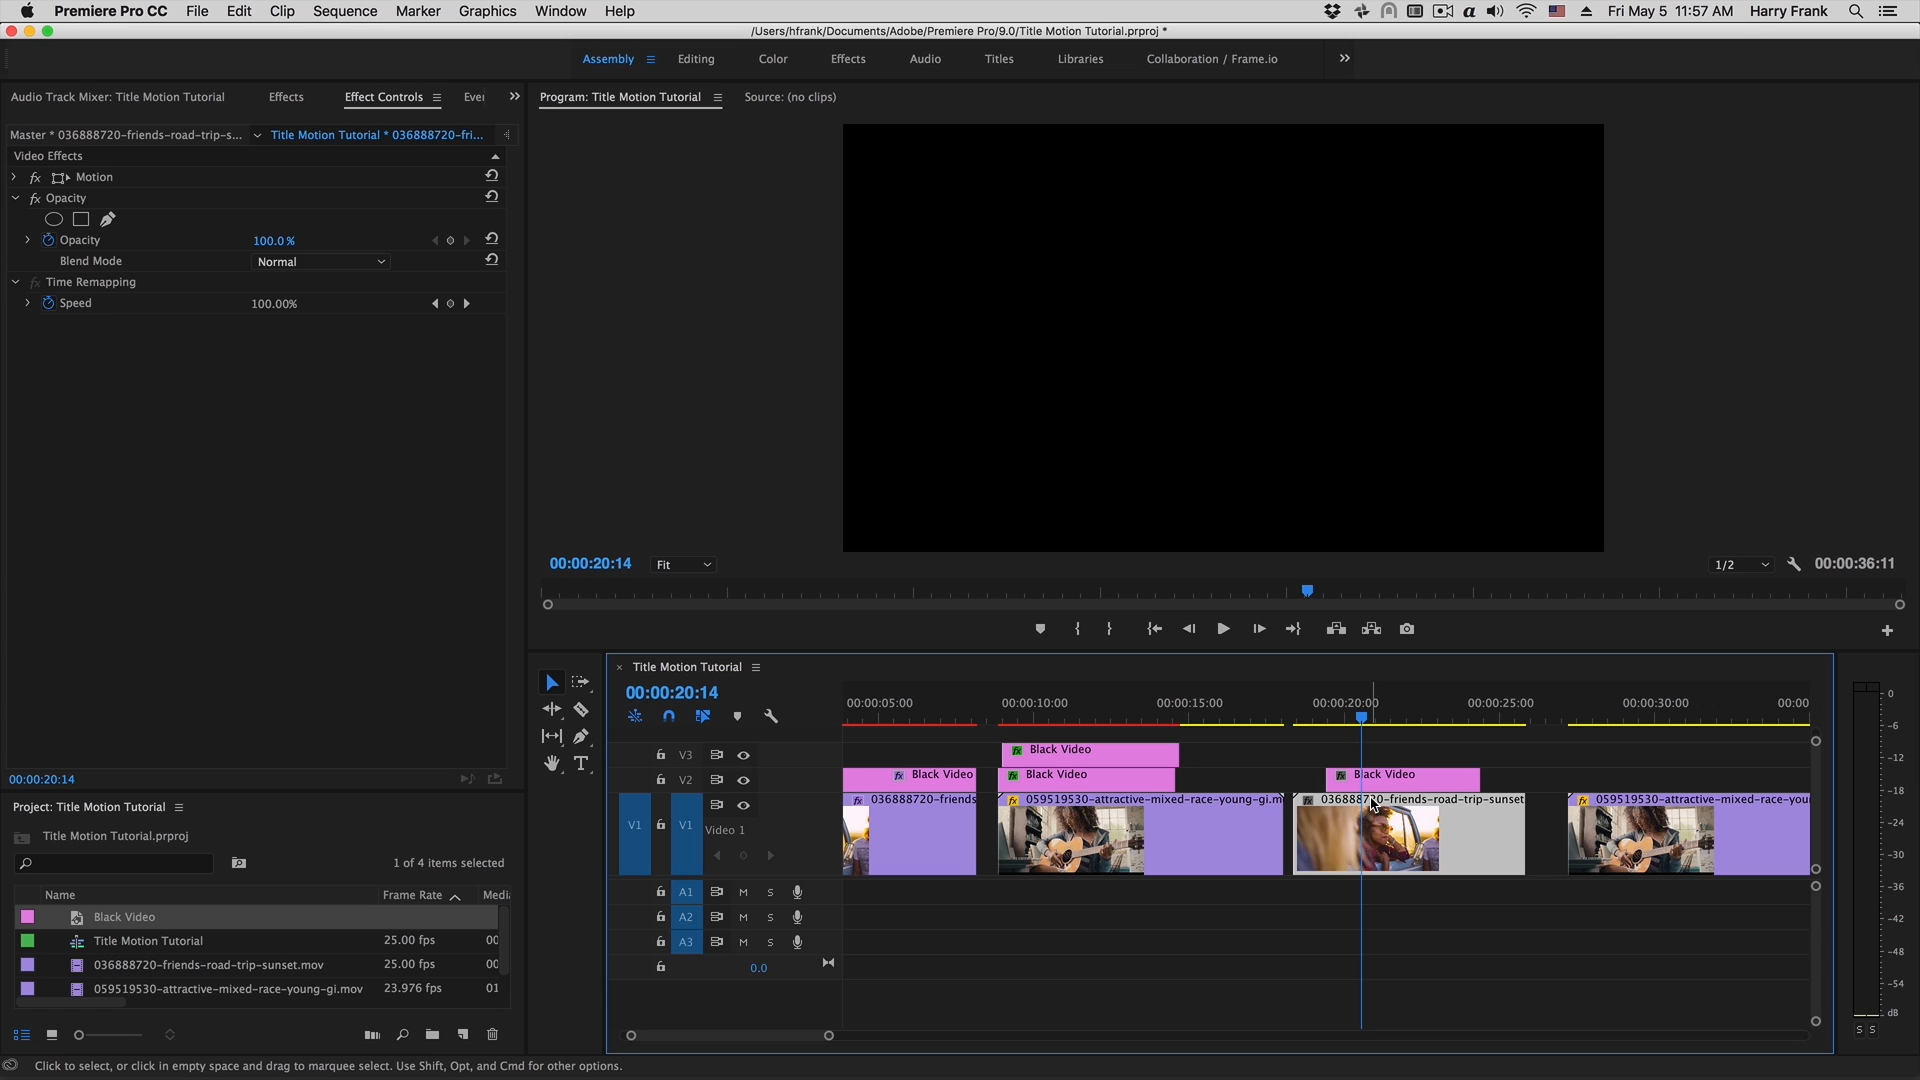 Premiere Pro CC File Edit Clip Sequence Marker Graphics Window Help Fri May 5 11:57 AM Harry Frank
/Users/hfrank/Documents/Adobe/Premiere Pro/9.0/Title Motion Tutorial.prproj *
Assembly Editing Color Effects Audio Titles Libraries Collaboration / Frame.io
Audio Track Mixer: Title Motion Tutorial Effects Effect Controls Program: Title Motion Tutorial Source: (no clips)
Master * 036888720-friends-road-trip-s... Title Motion Tutorial * 036888720-fri...
Video Effects
fx Motion
fx Opacity
Opacity 100.0 %
Blend Mode Normal
fx Time Remapping
Speed 100.00%
00:00:20:14 Fit 1/2 00:00:36:11
Title Motion Tutorial
00:00:20:14
00:00:05:00 00:00:10:00 00:00:15:00 00:00:20:00 00:00:25:00 00:00:30:00 00:00
V3 fx Black Video
V2 fx Black Video fx Black Video fx Black Video
V1 V1 Video 1
fx 036888720-friends fx 059519530-attractive-mixed-race-young-gi.m fx 036888720-friends-road-trip-sunset fx 059519530-attractive-mixed-race-you
A1 M S
A2 M S
A3 M S
0.0
0
-6
-12
-18
-24
-30
-36
-42
-48
-54
dB
S S
00:00:20:14
Project: Title Motion Tutorial
Title Motion Tutorial.prproj
1 of 4 items selected
Name Frame Rate Medi
Black Video
Title Motion Tutorial 25.00 fps 00
036888720-friends-road-trip-sunset.mov 25.00 fps 00
059519530-attractive-mixed-race-young-gi.mov 23.976 fps 01
Click to select, or click in empty space and drag to marquee select. Use Shift, Opt, and Cmd for other options.